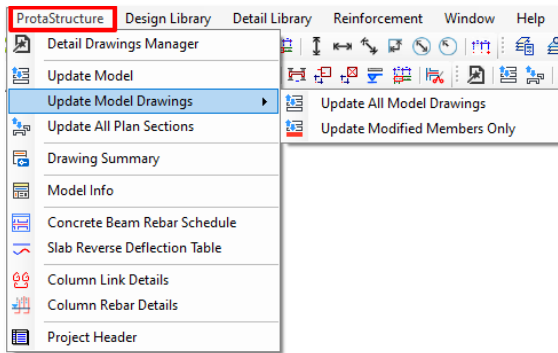 ProtaStructure Design Library Detail Library Reinforcement Window Help
Detail Drawings Manager
Update Model
Update Model Drawings
Update All Model Drawings
Update All Plan Sections
Update Modified Members Only
Drawing Summary
Model Info
Concrete Beam Rebar Schedule
Slab Reverse Deflection Table
Column Link Details
Column Rebar Details
Project Header